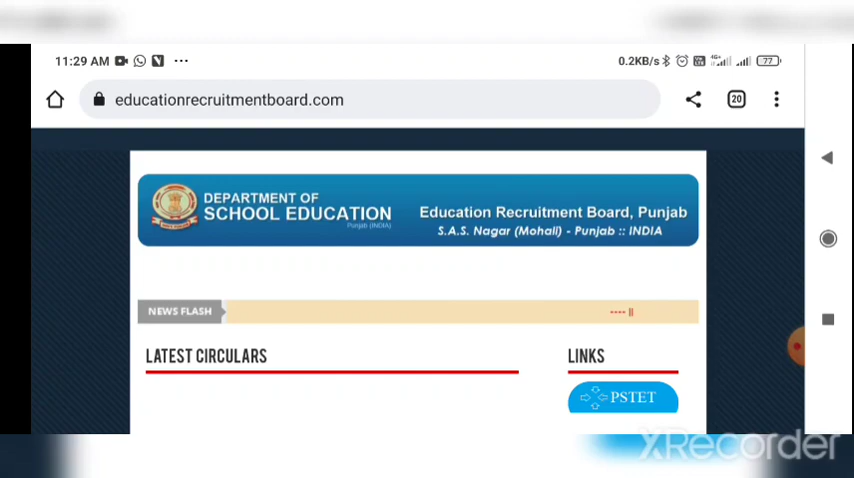 11:29 AM ...
0.2KB/s 4G+ 77
educationrecruitmentboard.com
20
DEPARTMENT OF
SCHOOL EDUCATION
Punjab (INDIA)
Education Recruitment Board, Punjab
S.A.S. Nagar (Mohali) - Punjab :: INDIA
NEWS FLASH
---- ||
LATEST CIRCULARS
LINKS
PSTET
XRecorder